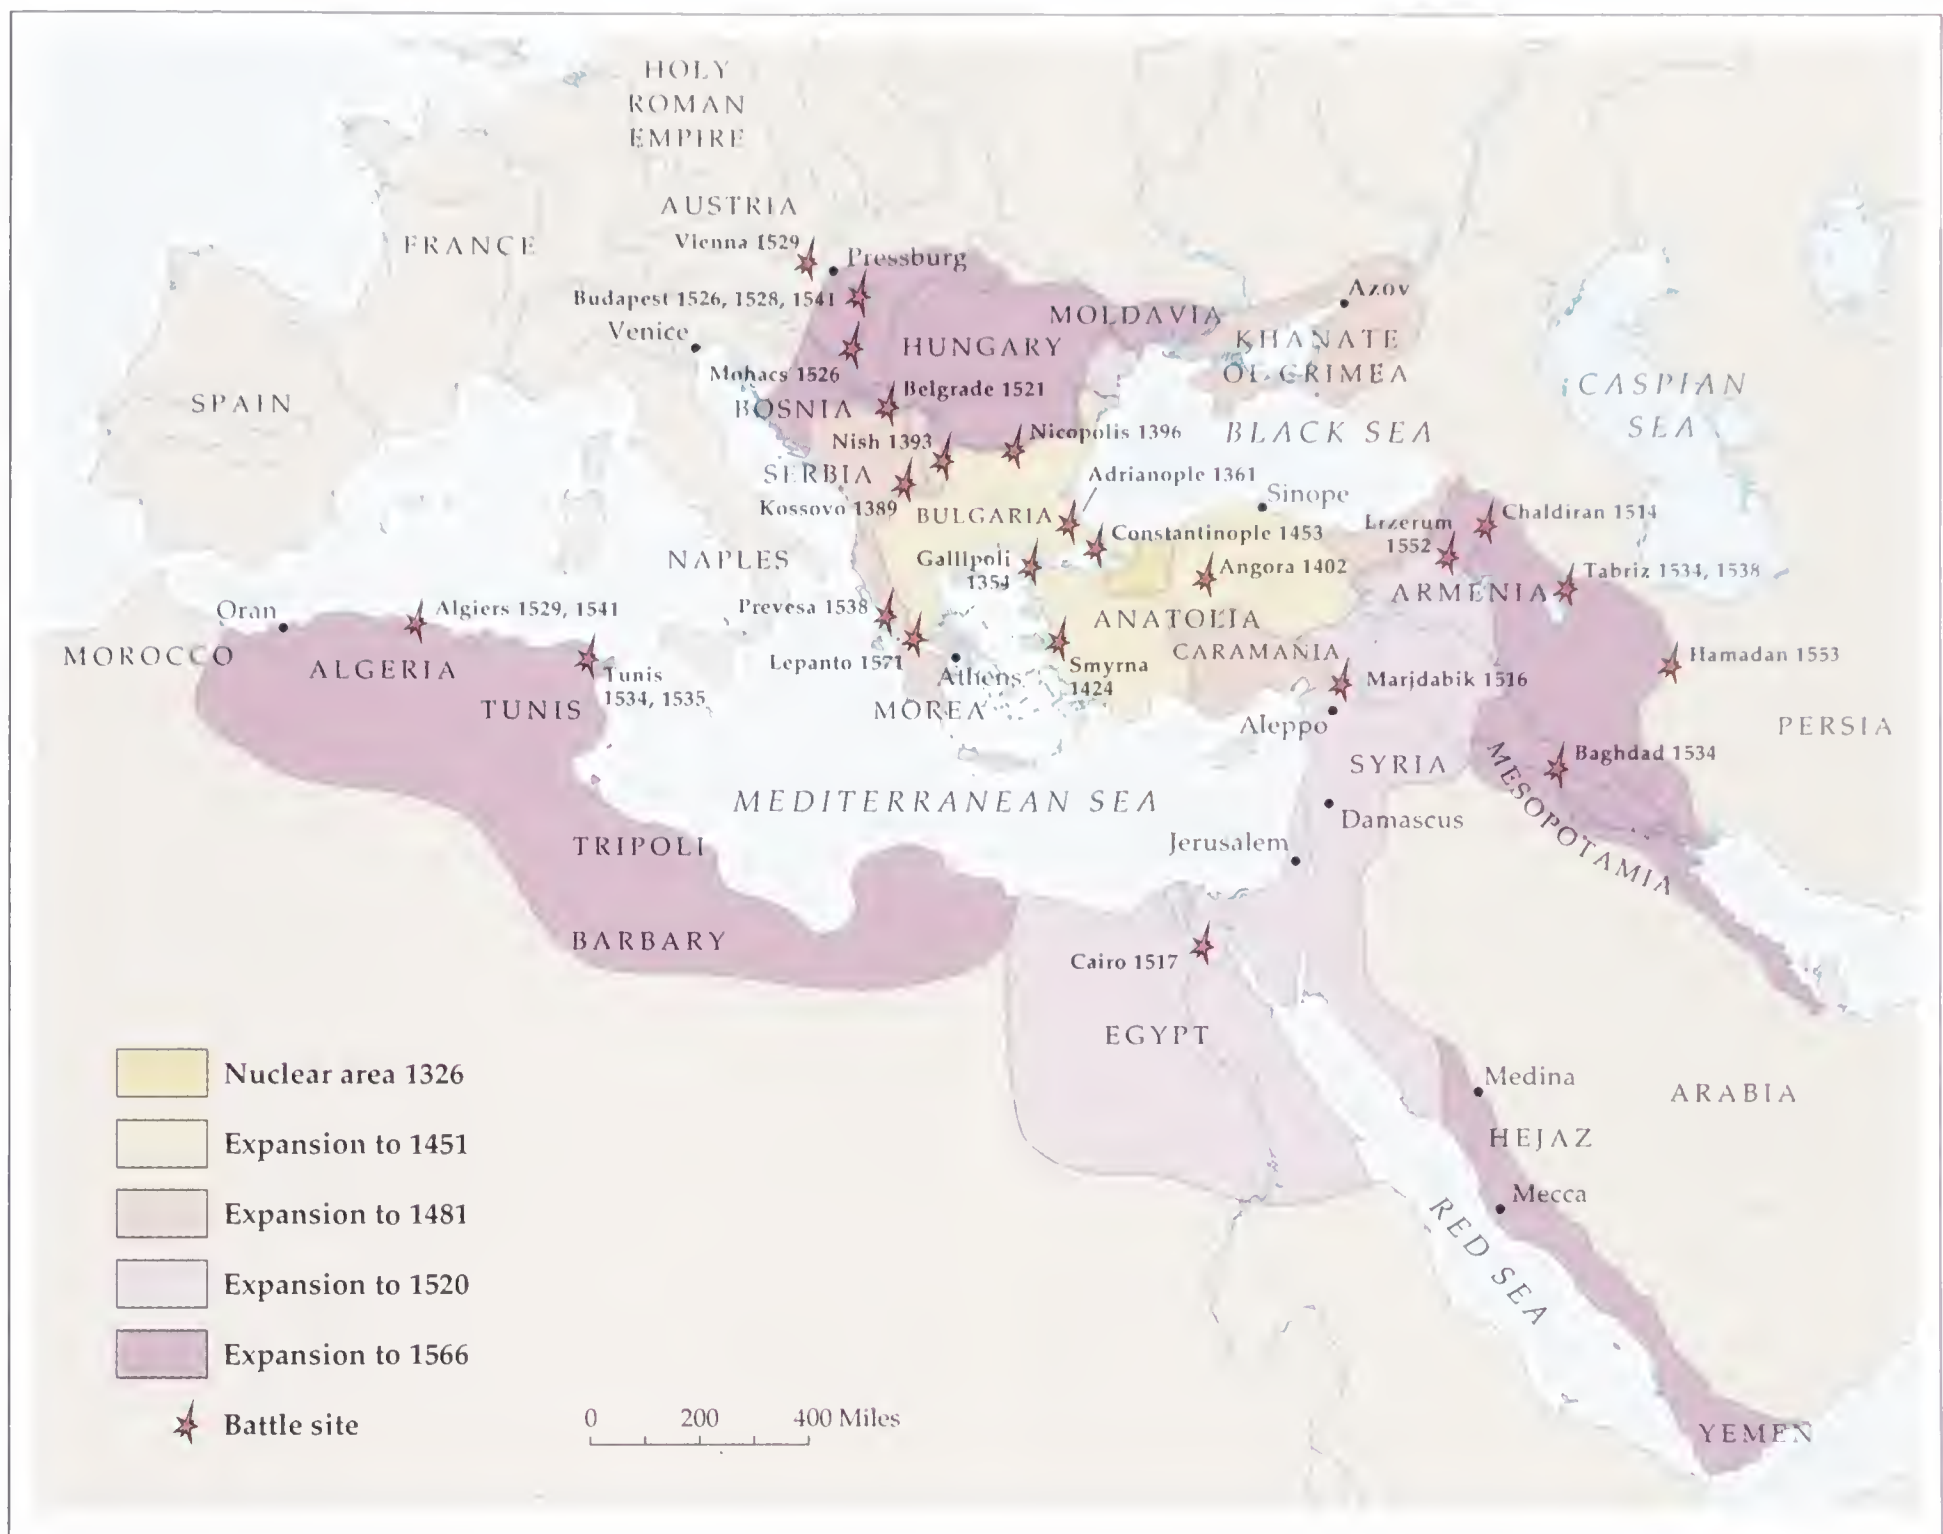 HOLY
ROMAN
EMPIRE
AUSTRIA
Vienna 1529
Pressburg
FRANCE
Budapest 1526, 1528, 1541
Venice
MOLDAVIA
Azov
HUNGARY
KHANATE
OF CRIMEA
Mohacs 1526
SPAIN
Belgrade 1521
BOSNIA
CASPIAN
SEA
Nish 1393
Nicopolis 1396
BLACK SEA
SERBIA
Adrianople 1361
Sinope
Kossovo 1389
BULGARIA
Constantinople 1453
Erzerum
1552
Chaldiran 1514
NAPLES
Gallipoli
1354
Angora 1402
Tabriz 1534, 1538
ARMENIA
Oran
Algiers 1529, 1541
Prevesa 1538
ANATOLIA
MOROCCO
ALGERIA
Lepanto 1571
Athens
CARAMANIA
Hamadan 1553
Tunis
1534, 1535
Smyrna
1424
Marjdabik 1516
TUNIS
MOREA
Aleppo
PERSIA
SYRIA
Baghdad 1534
MESOPOTAMIA
MEDITERRANEAN SEA
Damascus
TRIPOLI
Jerusalem
BARBARY
Cairo 1517
EGYPT
Medina
ARABIA
HEJAZ
Mecca
RED SEA
YEMEN
Nuclear area 1326
Expansion to 1451
Expansion to 1481
Expansion to 1520
Expansion to 1566
Battle site
0 200 400 Miles